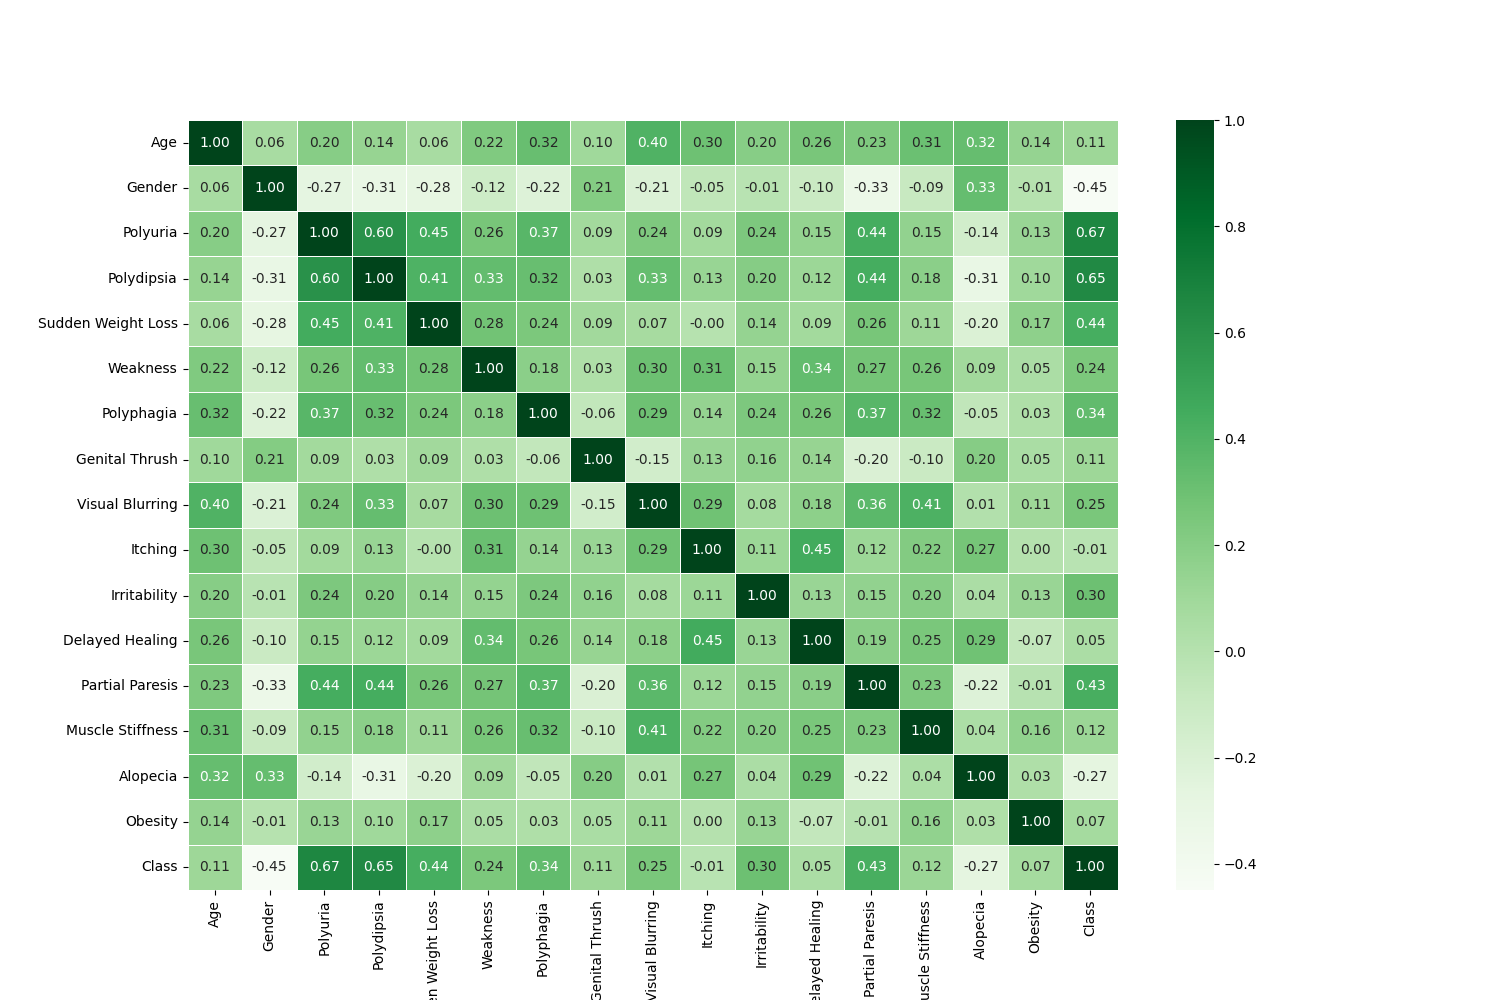 Age 1.00 0.06 0.20 0.14 0.06 0.22 0.32 0.10 0.40 0.30 0.20 0.26 0.23 0.31 0.32 0.14 0.11
Gender 0.06 1.00 -0.27 -0.31 -0.28 -0.12 -0.22 0.21 -0.21 -0.05 -0.01 -0.10 -0.33 -0.09 0.33 -0.01 -0.45
Polyuria 0.20 -0.27 1.00 0.60 0.45 0.26 0.37 0.09 0.24 0.09 0.24 0.15 0.44 0.15 -0.14 0.13 0.67
Polydipsia 0.14 -0.31 0.60 1.00 0.41 0.33 0.32 0.03 0.33 0.13 0.20 0.12 0.44 0.18 -0.31 0.10 0.65
Sudden Weight Loss 0.06 -0.28 0.45 0.41 1.00 0.28 0.24 0.09 0.07 -0.00 0.14 0.09 0.26 0.11 -0.20 0.17 0.44
Weakness 0.22 -0.12 0.26 0.33 0.28 1.00 0.18 0.03 0.30 0.31 0.15 0.34 0.27 0.26 0.09 0.05 0.24
Polyphagia 0.32 -0.22 0.37 0.32 0.24 0.18 1.00 -0.06 0.29 0.14 0.24 0.26 0.37 0.32 -0.05 0.03 0.34
Genital Thrush 0.10 0.21 0.09 0.03 0.09 0.03 -0.06 1.00 -0.15 0.13 0.16 0.14 -0.20 -0.10 0.20 0.05 0.11
Visual Blurring 0.40 -0.21 0.24 0.33 0.07 0.30 0.29 -0.15 1.00 0.29 0.08 0.18 0.36 0.41 0.01 0.11 0.25
Itching 0.30 -0.05 0.09 0.13 -0.00 0.31 0.14 0.13 0.29 1.00 0.11 0.45 0.12 0.22 0.27 0.00 -0.01
Irritability 0.20 -0.01 0.24 0.20 0.14 0.15 0.24 0.16 0.08 0.11 1.00 0.13 0.15 0.20 0.04 0.13 0.30
Delayed Healing 0.26 -0.10 0.15 0.12 0.09 0.34 0.26 0.14 0.18 0.45 0.13 1.00 0.19 0.25 0.29 -0.07 0.05
Partial Paresis 0.23 -0.33 0.44 0.44 0.26 0.27 0.37 -0.20 0.36 0.12 0.15 0.19 1.00 0.23 -0.22 -0.01 0.43
Muscle Stiffness 0.31 -0.09 0.15 0.18 0.11 0.26 0.32 -0.10 0.41 0.22 0.20 0.25 0.23 1.00 0.04 0.16 0.12
Alopecia 0.32 0.33 -0.14 -0.31 -0.20 0.09 -0.05 0.20 0.01 0.27 0.04 0.29 -0.22 0.04 1.00 0.03 -0.27
Obesity 0.14 -0.01 0.13 0.10 0.17 0.05 0.03 0.05 0.11 0.00 0.13 -0.07 -0.01 0.16 0.03 1.00 0.07
Class 0.11 -0.45 0.67 0.65 0.44 0.24 0.34 0.11 0.25 -0.01 0.30 0.05 0.43 0.12 -0.27 0.07 1.00
Age
Gender
Polyuria
Polydipsia
en Weight Loss
Weakness
Polyphagia
Genital Thrush
Visual Blurring
Itching
Irritability
elayed Healing
Partial Paresis
uscle Stiffness
Alopecia
Obesity
Class
1.0
0.8
0.6
0.4
0.2
0.0
−0.2
−0.4